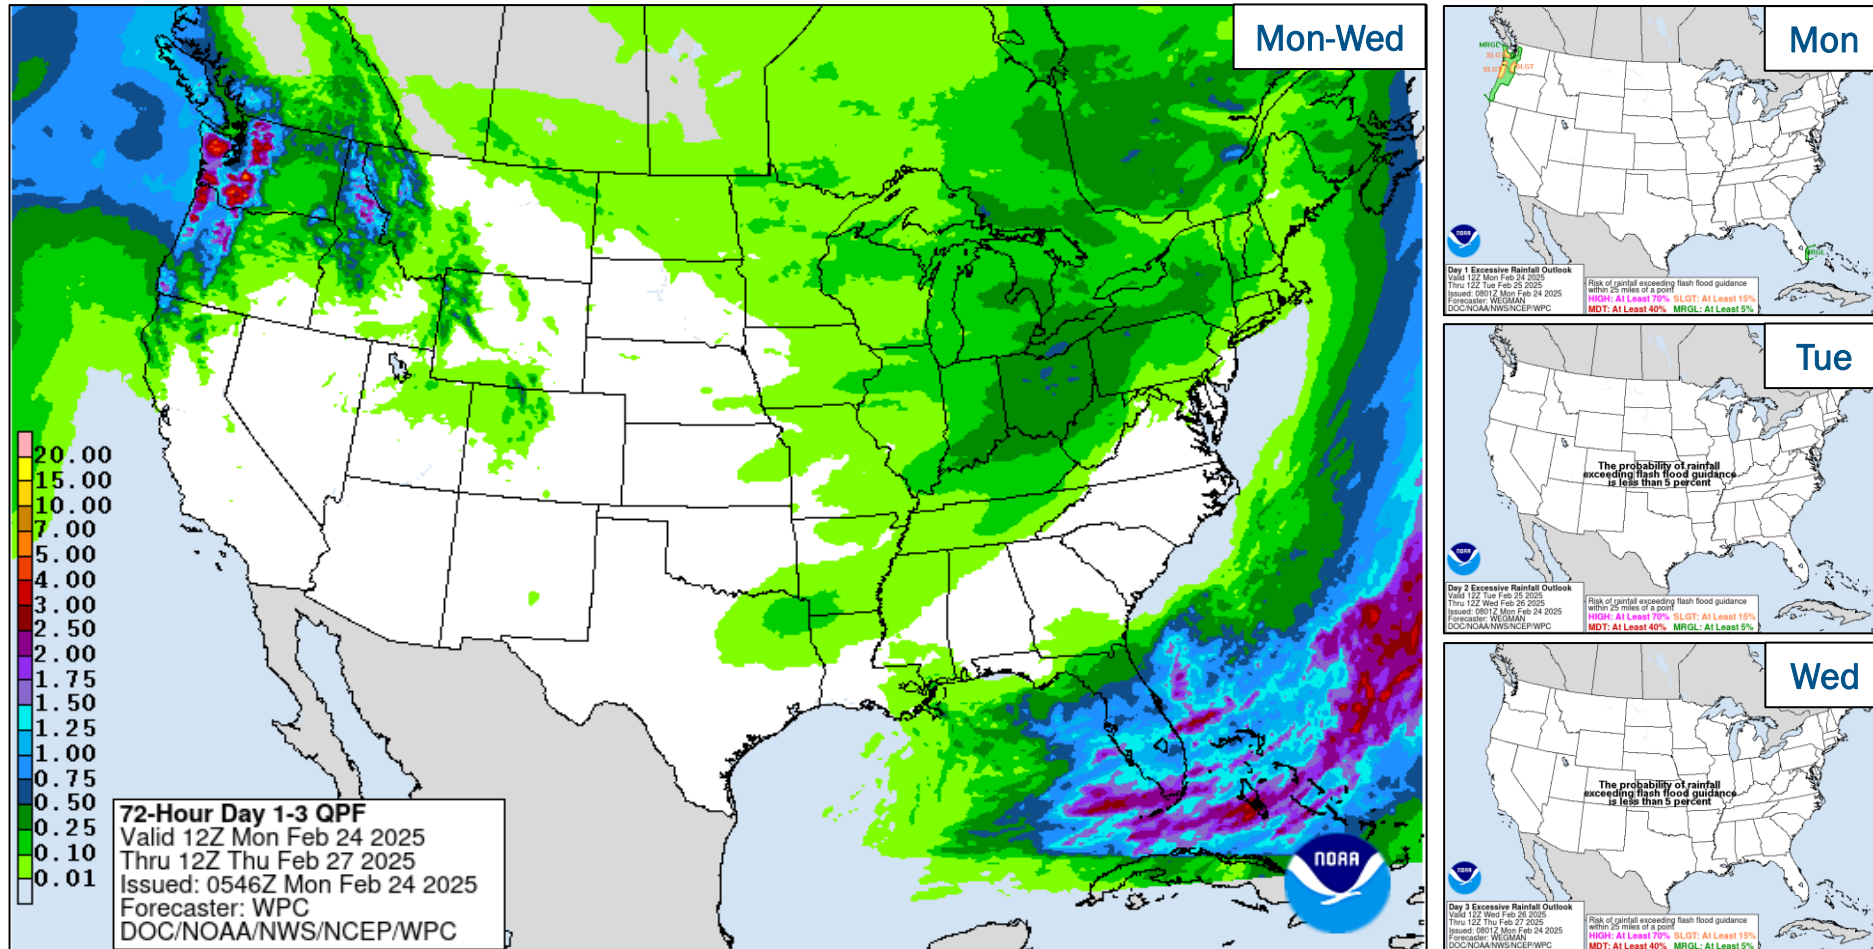 Mon-Wed
20.00
15.00
10.00
7.00
5.00
4.00
3.00
2.50
2.00
1.75
1.50
1.25
1.00
0.75
0.50
0.25
0.10
0.01
72-Hour Day 1-3 QPF
Valid 12Z Mon Feb 24 2025
Thru 12Z Thu Feb 27 2025
Issued: 0546Z Mon Feb 24 2025
Forecaster: WPC
DOC/NOAA/NWS/NCEP/WPC
NOAA
Mon
MRGL
SLGT
SLGT
SLGT
MRGL
NOAA
Day 1 Excessive Rainfall Outlook
Valid 12Z Mon Feb 24 2025
Thru 12Z Tue Feb 25 2025
Issued: 0801Z Mon Feb 24 2025
Forecaster: WEGMAN
DOC/NOAA/NWS/NCEP/WPC
Risk of rainfall exceeding flash flood guidance
within 25 miles of a point
HIGH: At Least 70% SLGT: At Least 15%
MDT: At Least 40% MRGL: At Least 5%
Tue
The probability of rainfall
exceeding flash flood guidance
is less than 5 percent
NOAA
Day 2 Excessive Rainfall Outlook
Valid 12Z Tue Feb 25 2025
Thru 12Z Wed Feb 26 2025
Issued: 0801Z Mon Feb 24 2025
Forecaster: WEGMAN
DOC/NOAA/NWS/NCEP/WPC
Risk of rainfall exceeding flash flood guidance
within 25 miles of a point
HIGH: At Least 70% SLGT: At Least 15%
MDT: At Least 40% MRGL: At Least 5%
Wed
The probability of rainfall
exceeding flash flood guidance
is less than 5 percent
NOAA
Day 3 Excessive Rainfall Outlook
Valid 12Z Wed Feb 26 2025
Thru 12Z Thu Feb 27 2025
Issued: 0801Z Mon Feb 24 2025
Forecaster: WEGMAN
DOC/NOAA/NWS/NCEP/WPC
Risk of rainfall exceeding flash flood guidance
within 25 miles of a point
HIGH: At Least 70% SLGT: At Least 15%
MDT: At Least 40% MRGL: At Least 5%